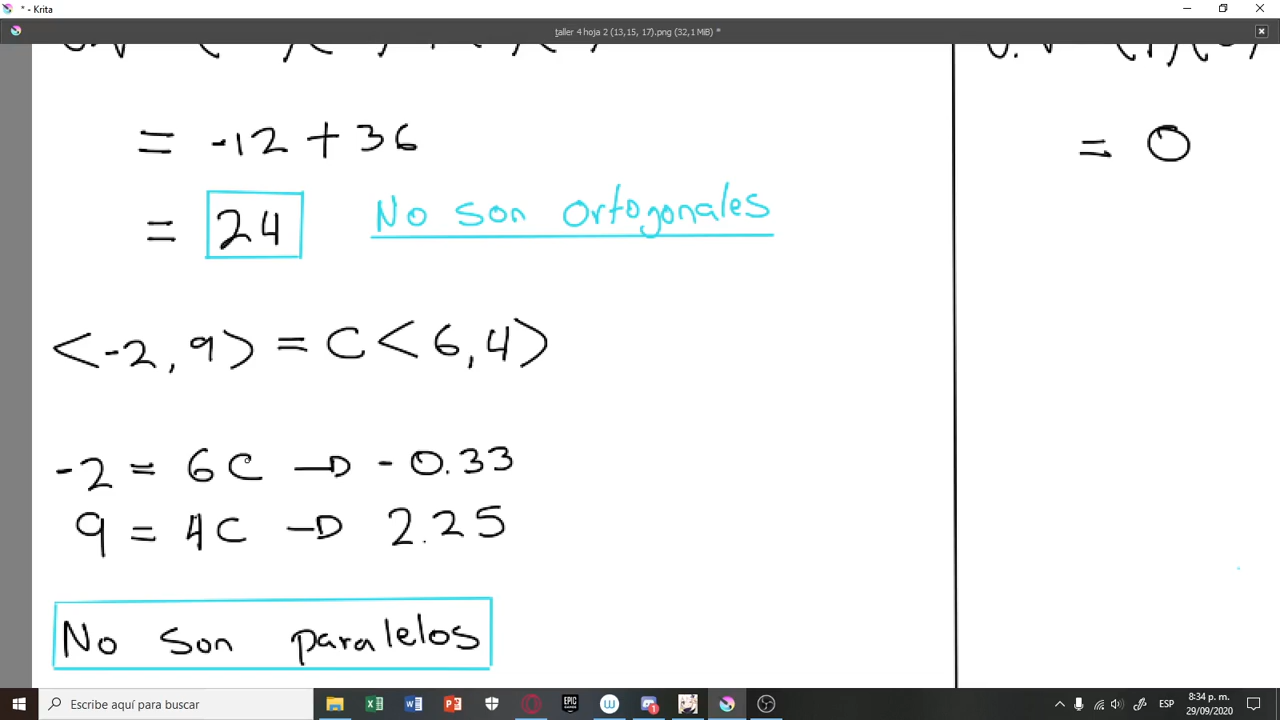 * - Krita
taller 4 hoja 2 (13,15, 17).png (32,1 MiB) *
= -12 + 36
= 24 No son Ortogonales
<-2, 9> = C <6, 4>
-2 = 6C → -0.33
9 = 4C → 2.25
No son paralelos
= 0
Escribe aquí para buscar
ESP
8:34 p. m.
29/09/2020